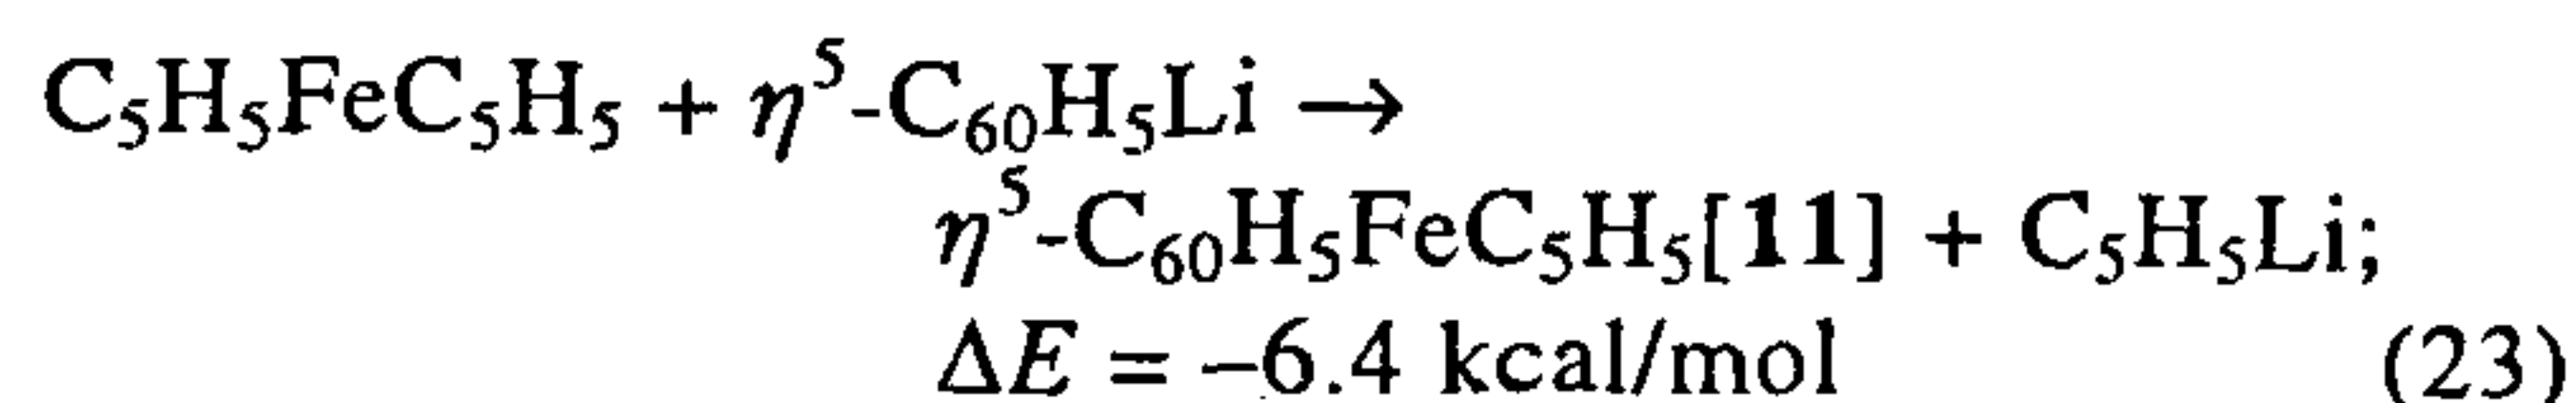 C₅H₅FeC₅H₅ + η⁵-C₆₀H₅Li →
η⁵-C₆₀H₅FeC₅H₅[11] + C₅H₅Li;
ΔE = –6.4 kcal/mol (23)